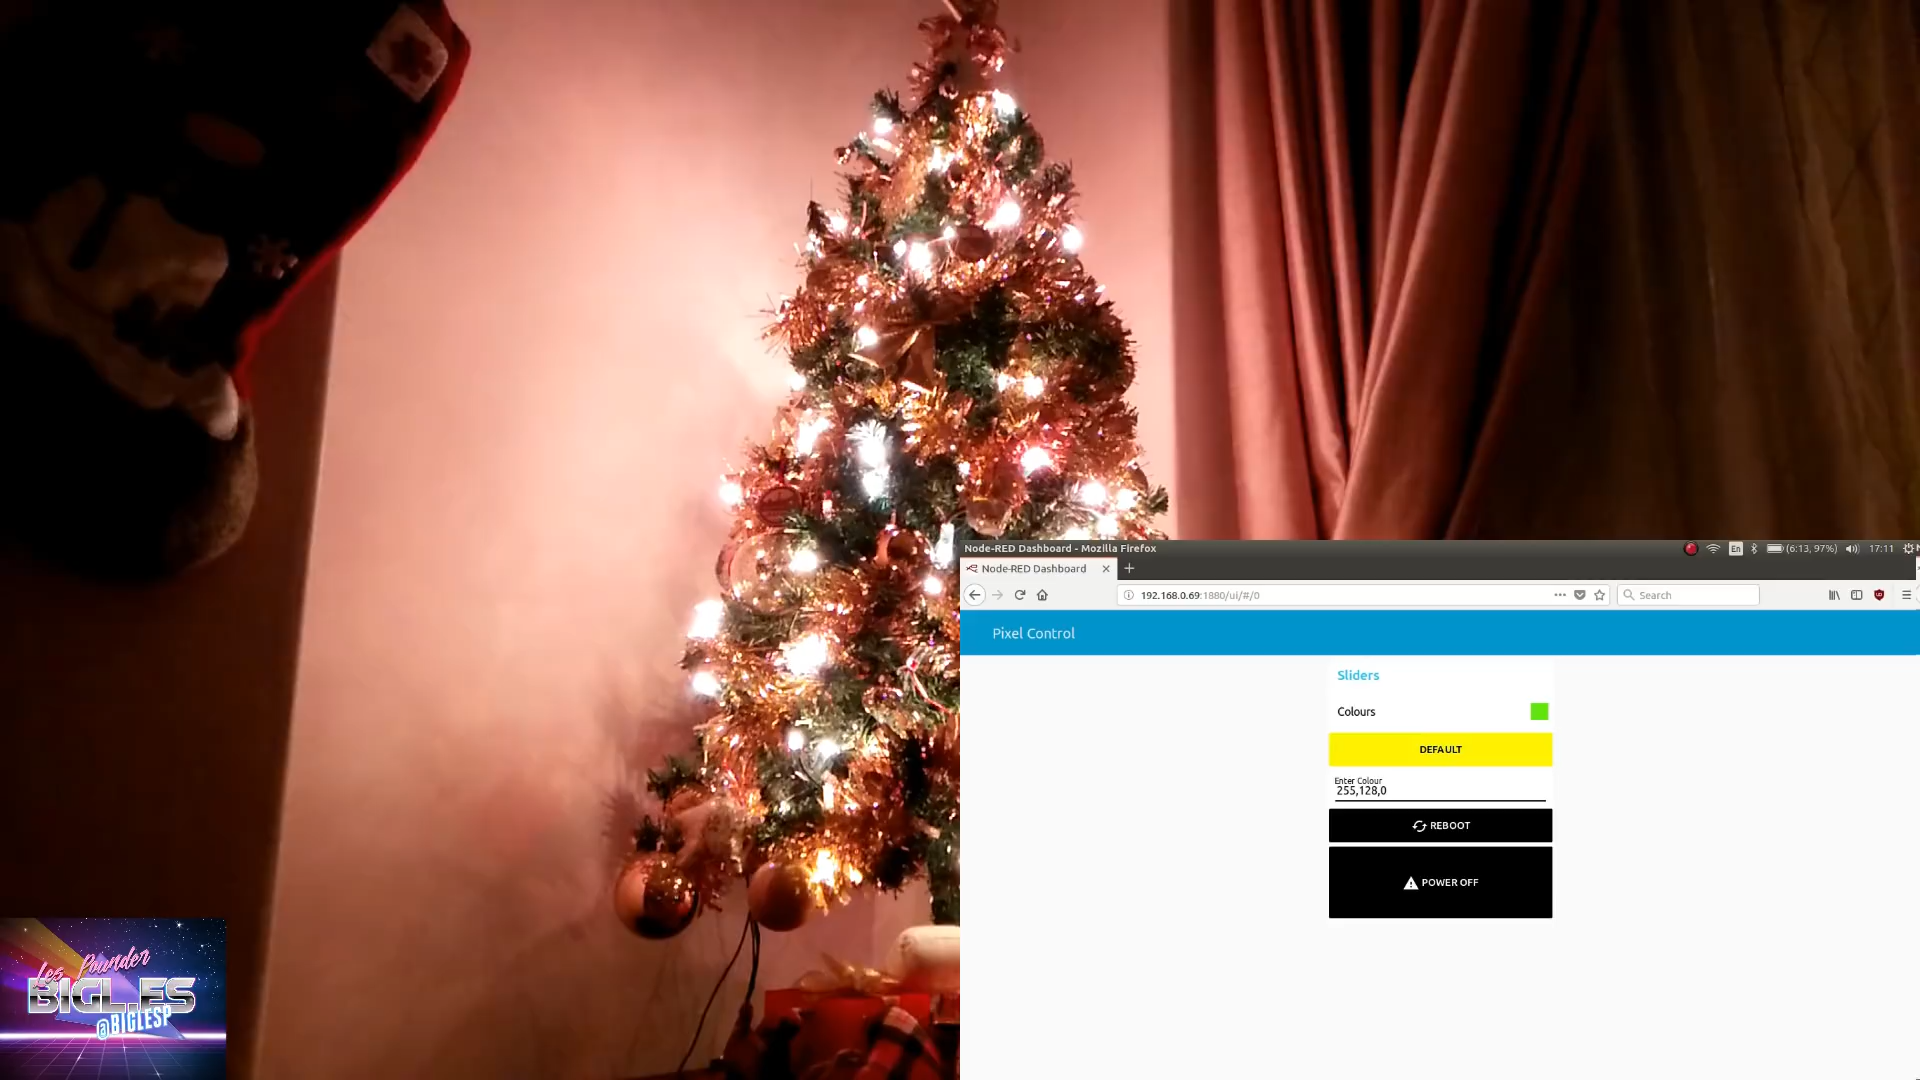 Node-RED Dashboard - Mozilla Firefox
En
(6:13, 97%)
17:11
Node-RED Dashboard
192.168.0.69:1880/ui/#/0
Search
Pixel Control
Sliders
Colours
DEFAULT
Enter Colour
255,128,0
REBOOT
POWER OFF
Les Pounder
BIGL.ES
@BIGLESP